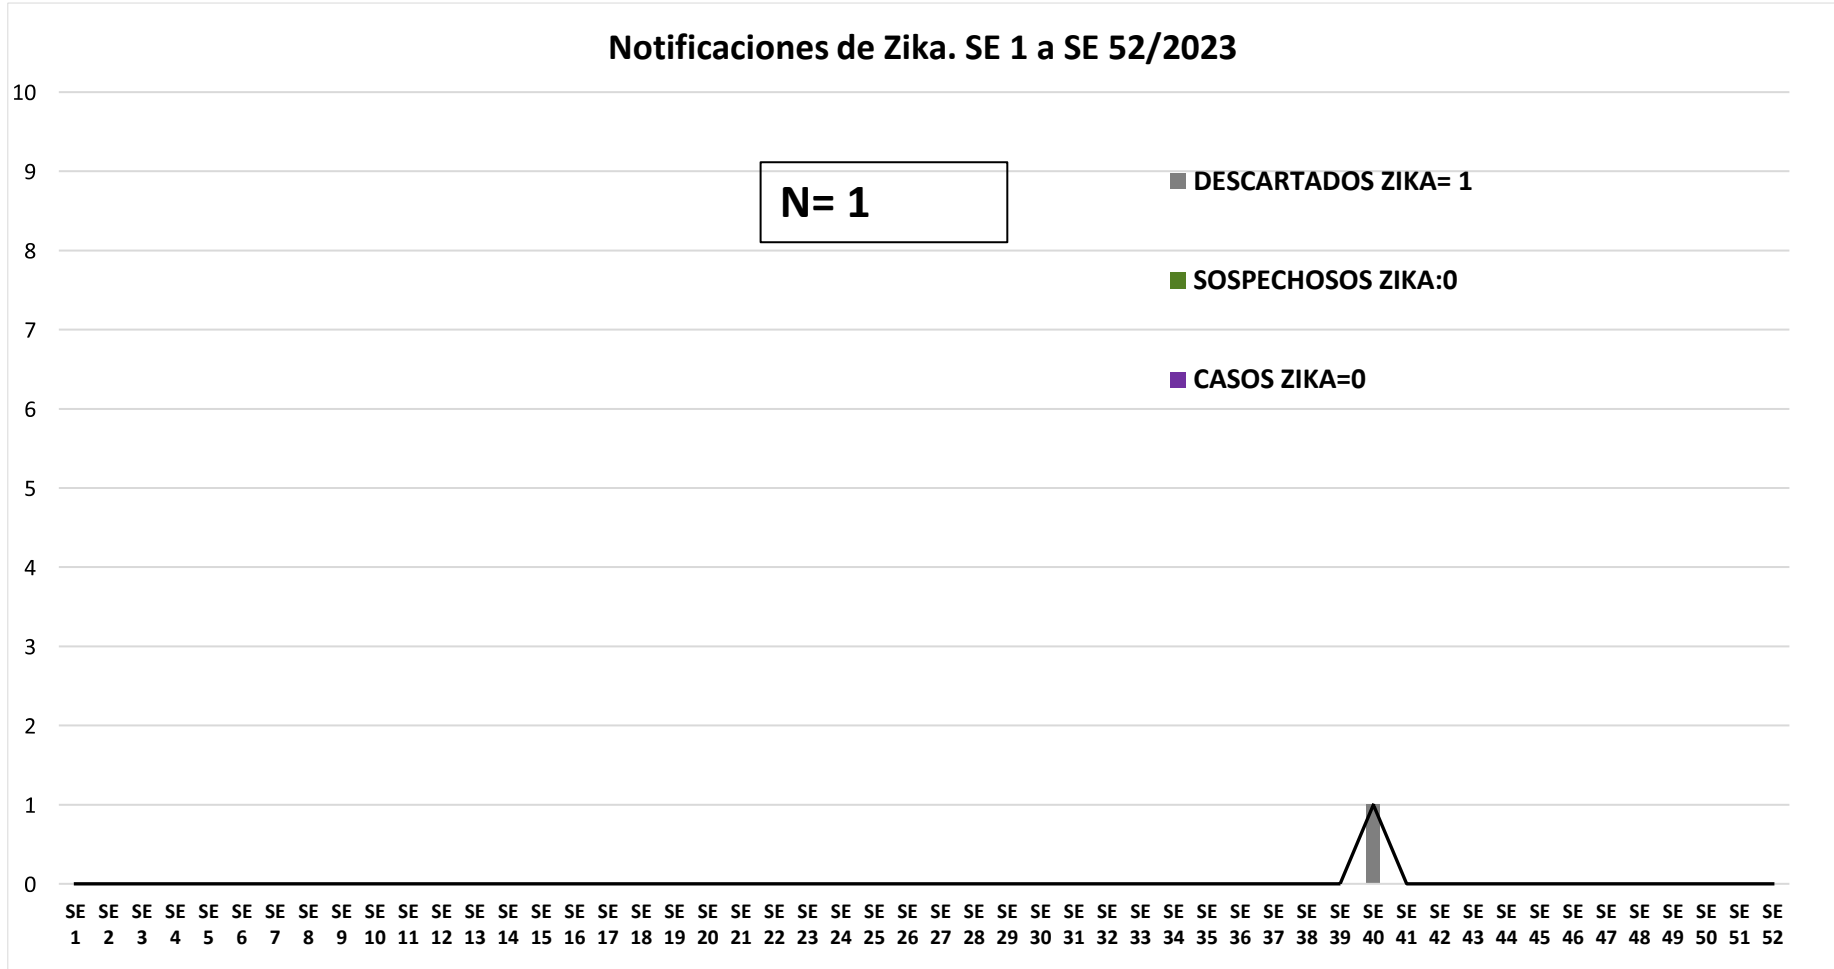 Notificaciones de Zika. SE 1 a SE 52/2023
10
9
8
7
6
5
4
3
2
1
0
N= 1
DESCARTADOS ZIKA= 1
SOSPECHOSOS ZIKA:0
CASOS ZIKA=0
SE SE SE SE SE SE SE SE SE SE SE SE SE SE SE SE SE SE SE SE SE SE SE SE SE SE SE SE SE SE SE SE SE SE SE SE SE SE SE SE SE SE SE SE SE SE SE SE SE SE SE SE
1 2 3 4 5 6 7 8 9 10 11 12 13 14 15 16 17 18 19 20 21 22 23 24 25 26 27 28 29 30 31 32 33 34 35 36 37 38 39 40 41 42 43 44 45 46 47 48 49 50 51 52